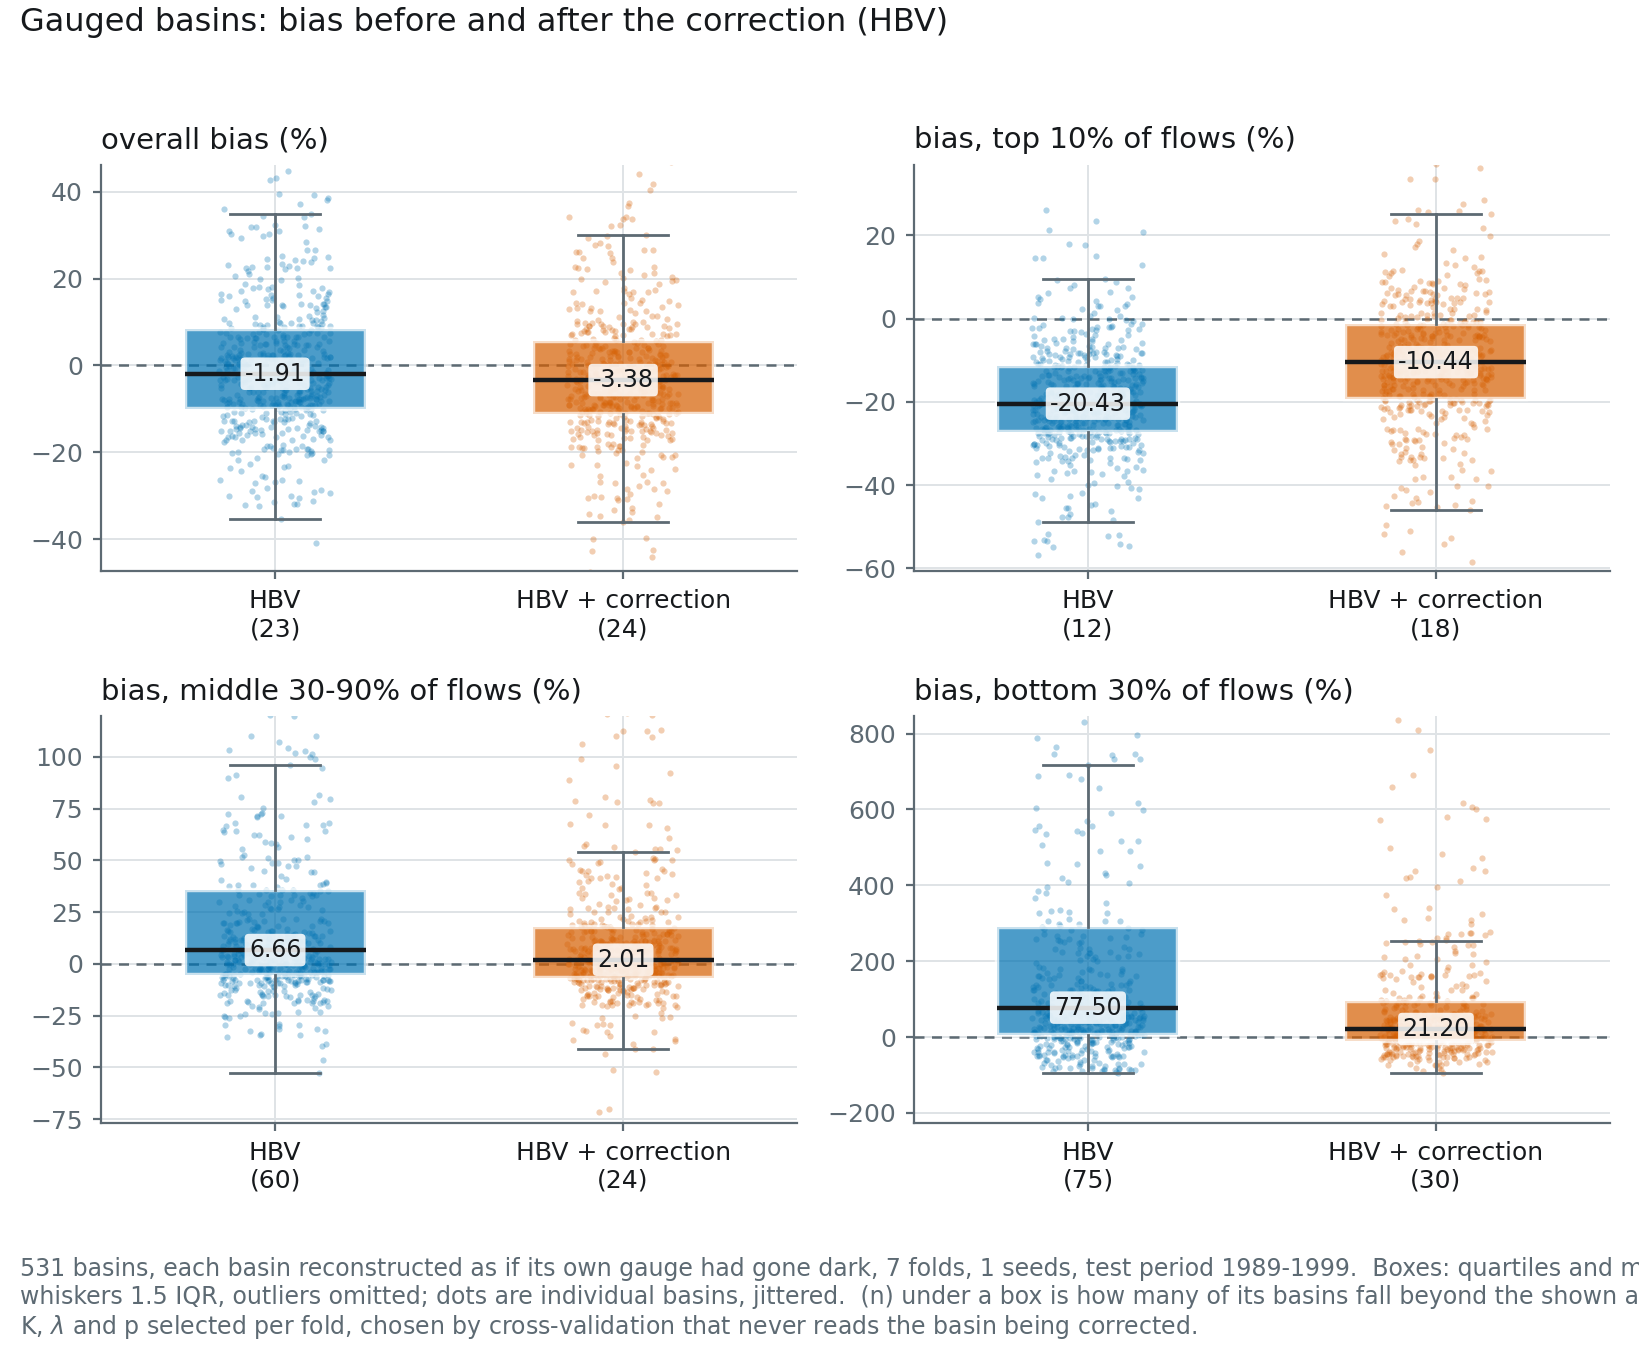 Gauged basins: bias before and after the correction (HBV)
overall bias (%)
40
20
0
−20
−40
-1.91
-3.38
HBV
(23)
HBV + correction
(24)
bias, top 10% of flows (%)
20
0
−20
−40
−60
-20.43
-10.44
HBV
(12)
HBV + correction
(18)
bias, middle 30-90% of flows (%)
100
75
50
25
0
−25
−50
−75
6.66
2.01
HBV
(60)
HBV + correction
(24)
bias, bottom 30% of flows (%)
800
600
400
200
0
−200
77.50
21.20
HBV
(75)
HBV + correction
(30)
531 basins, each basin reconstructed as if its own gauge had gone dark, 7 folds, 1 seeds, test period 1989-1999.  Boxes: quartiles and m
whiskers 1.5 IQR, outliers omitted; dots are individual basins, jittered.  (n) under a box is how many of its basins fall beyond the shown a
K, λ and p selected per fold, chosen by cross-validation that never reads the basin being corrected.